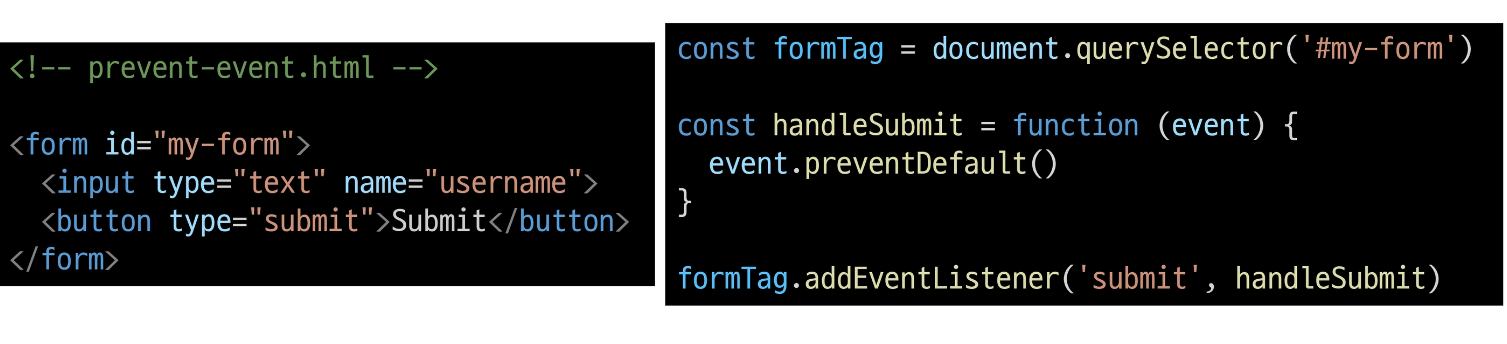 <!-- prevent-event.html -->
<form id="my-form">
  <input type="text" name="username">
  <button type="submit">Submit</button>
</form>
const formTag = document.querySelector('#my-form')
const handleSubmit = function (event) {
  event.preventDefault()
}
formTag.addEventListener('submit', handleSubmit)